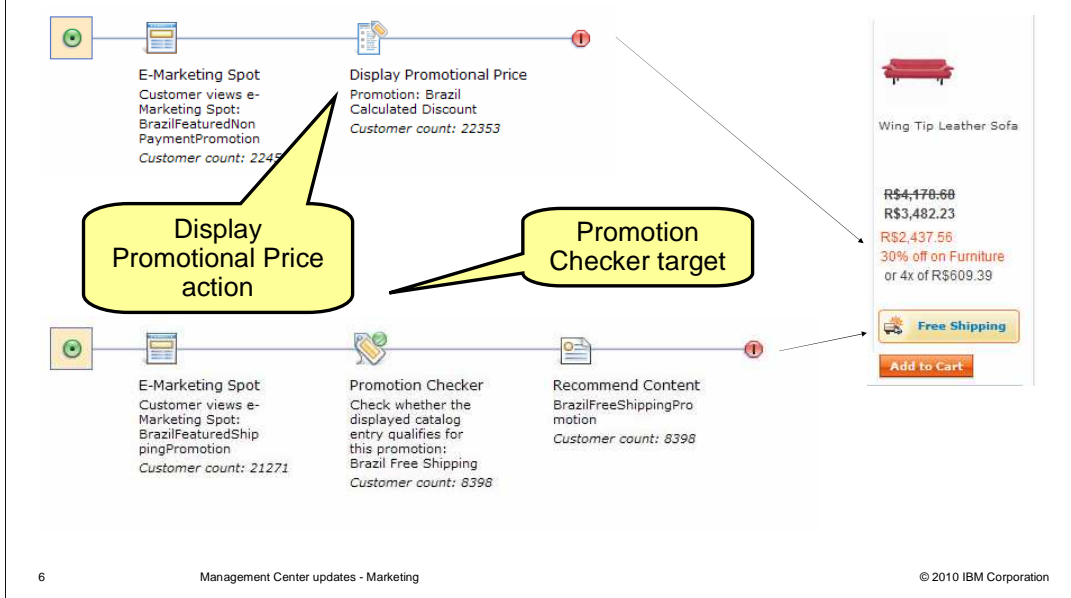 E-Marketing Spot
Customer views e-
Marketing Spot:
BrazilFeaturedNon
PaymentPromotion
Customer count:
Display Promotional Price
Promotion: Brazil
Calculated Discount
Customer count: 22353
Display
Promotional Price
action
Promotion
Checker target
E-Marketing Spot
Customer views e-
Marketing Spot:
BrazilFeaturedShip
pingPromotion
Customer count: 21271
Promotion Checker
Check whether the
displayed catalog
entry qualifies for
this promotion:
Brazil Free Shipping
Customer count: 8398
Recommend Content
BrazilFreeShippingPro
motion
Customer count: 8398
Wing Tip Leather Sofa
R$4,178.68
R$3,482.23
R$2,437.56
30% off on Furniture
or 4x of R$609.39
Free Shipping
Add to Cart
6
Management Center updates - Marketing
© 2010 IBM Corporation